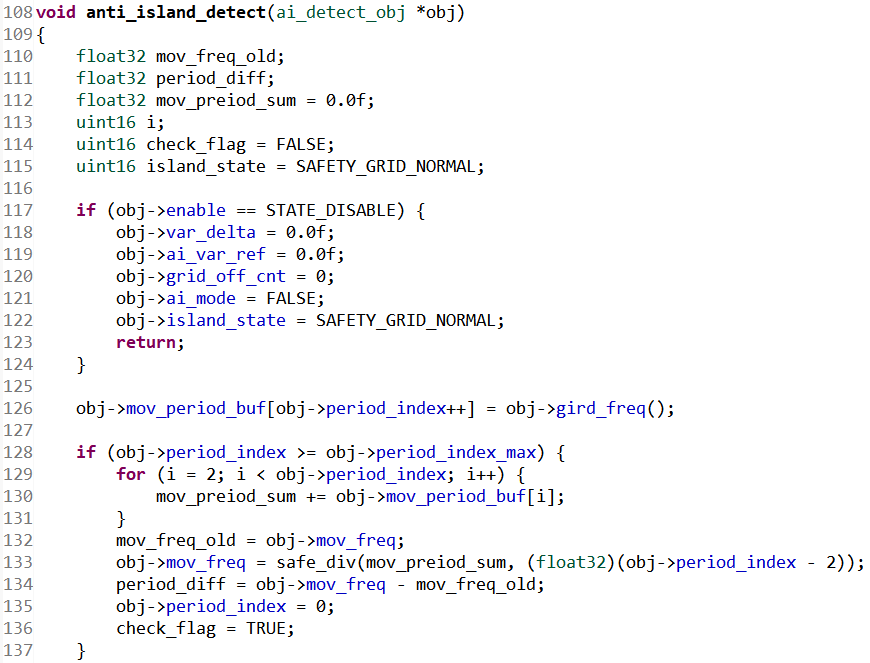 108 void anti_island_detect(ai_detect_obj *obj)
109 {
110     float32 mov_freq_old;
111     float32 period_diff;
112     float32 mov_preiod_sum = 0.0f;
113     uint16 i;
114     uint16 check_flag = FALSE;
115     uint16 island_state = SAFETY_GRID_NORMAL;
116
117     if (obj->enable == STATE_DISABLE) {
118         obj->var_delta = 0.0f;
119         obj->ai_var_ref = 0.0f;
120         obj->grid_off_cnt = 0;
121         obj->ai_mode = FALSE;
122         obj->island_state = SAFETY_GRID_NORMAL;
123         return;
124     }
125
126     obj->mov_period_buf[obj->period_index++] = obj->gird_freq();
127
128     if (obj->period_index >= obj->period_index_max) {
129         for (i = 2; i < obj->period_index; i++) {
130             mov_preiod_sum += obj->mov_period_buf[i];
131         }
132         mov_freq_old = obj->mov_freq;
133         obj->mov_freq = safe_div(mov_preiod_sum, (float32)(obj->period_index - 2));
134         period_diff = obj->mov_freq - mov_freq_old;
135         obj->period_index = 0;
136         check_flag = TRUE;
137     }